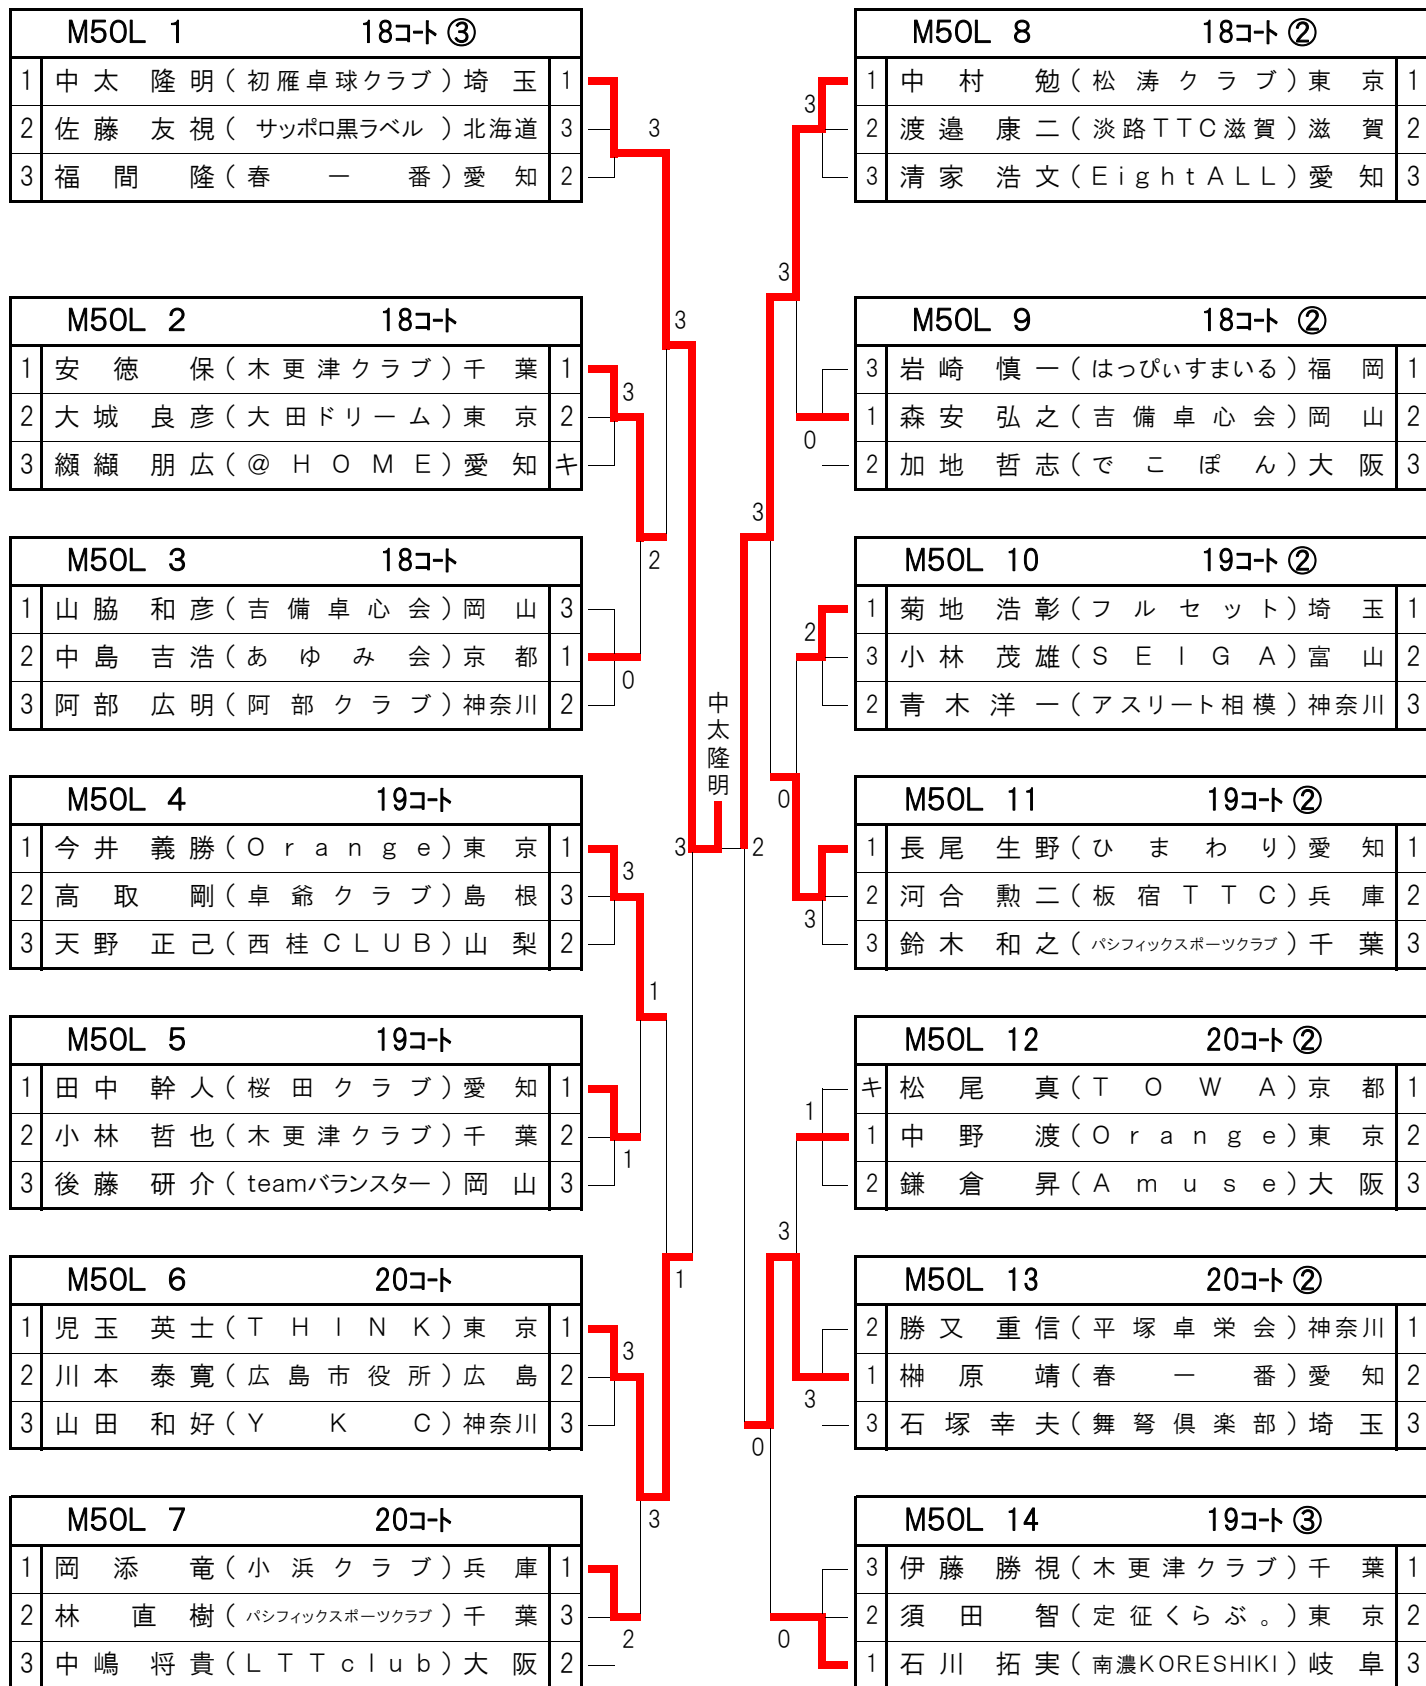 M50L 1 18コート ③
1 中太 隆明 (初雁卓球クラブ) 埼玉 1
2 佐藤 友視 (サッポロ黒ラベル) 北海道 3
3 福間 隆 (春一番) 愛知 2
M50L 2 18コート
1 安徳 保 (木更津クラブ) 千葉 1
2 大城 良彦 (大田ドリーム) 東京 2
3 纐纈 朋広 (@HOME) 愛知 キ
M50L 3 18コート
1 山脇 和彦 (吉備卓心会) 岡山 3
2 中島 吉浩 (あゆみ会) 京都 1
3 阿部 広明 (阿部クラブ) 神奈川 2
M50L 4 19コート
1 今井 義勝 (Orange) 東京 1
2 高取 剛 (卓爺クラブ) 島根 3
3 天野 正己 (西桂CLUB) 山梨 2
M50L 5 19コート
1 田中 幹人 (桜田クラブ) 愛知 1
2 小林 哲也 (木更津クラブ) 千葉 2
3 後藤 研介 (teamバランスター) 岡山 3
M50L 6 20コート
1 児玉 英士 (THINK) 東京 1
2 川本 泰寛 (広島市役所) 広島 2
3 山田 和好 (YKC) 神奈川 3
M50L 7 20コート
1 岡添 竜 (小浜クラブ) 兵庫 1
2 林 直樹 (パシフィックスポーツクラブ) 千葉 3
3 中嶋 将貴 (LTTclub) 大阪 2
3
3
3
2
0
3
1
1
1
3
3
2
中太隆明
3
2
3
3
0
3
2
0
3
1
3
3
0
0
M50L 8 18コート ②
1 中村 勉 (松涛クラブ) 東京 1
2 渡邉 康二 (淡路TTC滋賀) 滋賀 2
3 清家 浩文 (EightALL) 愛知 3
M50L 9 18コート ②
3 岩崎 慎一 (はっぴぃすまいる) 福岡 1
1 森安 弘之 (吉備卓心会) 岡山 2
2 加地 哲志 (でこぽん) 大阪 3
M50L 10 19コート ②
1 菊地 浩彰 (フルセット) 埼玉 1
3 小林 茂雄 (SEIGA) 富山 2
2 青木 洋一 (アスリート相模) 神奈川 3
M50L 11 19コート ②
1 長尾 生野 (ひまわり) 愛知 1
2 河合 勲二 (板宿TTC) 兵庫 2
3 鈴木 和之 (パシフィックスポーツクラブ) 千葉 3
M50L 12 20コート ②
キ 松尾 真 (TOWA) 京都 1
1 中野 渡 (Orange) 東京 2
2 鎌倉 昇 (Amuse) 大阪 3
M50L 13 20コート ②
2 勝又 重信 (平塚卓栄会) 神奈川 1
1 榊原 靖 (春一番) 愛知 2
3 石塚 幸夫 (舞弩倶楽部) 埼玉 3
M50L 14 19コート ③
3 伊藤 勝視 (木更津クラブ) 千葉 1
2 須田 智 (定征くらぶ。) 東京 2
1 石川 拓実 (南濃KORESHIKI) 岐阜 3